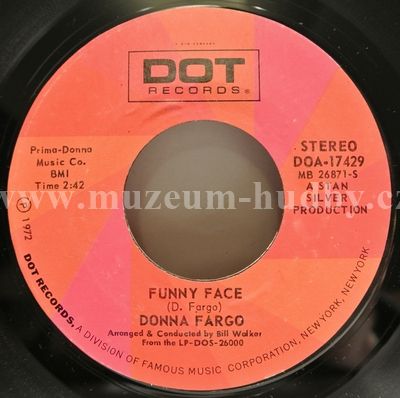 DOT
RECORDS®
Prima-Donna
Music Co.
BMI
Time 2:42
STEREO
DOA-17429
MB 26871-S
A STAN
SILVER
PRODUCTION
www.muzeum-hudby.cz
Ⓟ 1972
FUNNY FACE
(D. Fargo)
DONNA FARGO
Arranged & Conducted by Bill Walker
From the LP-DOS-26000
DOT RECORDS, A DIVISION OF FAMOUS MUSIC CORPORATION, NEW YORK, NEW YORK